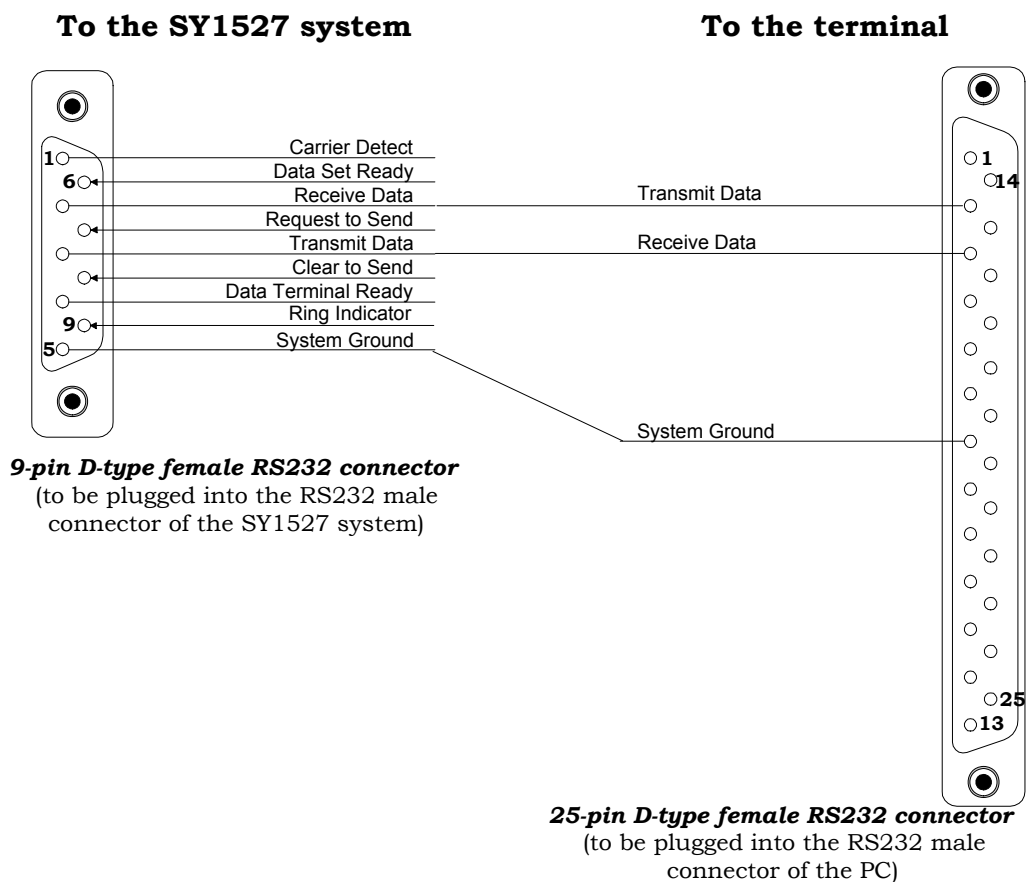 To the SY1527 system
To the terminal
1
6
9
5
Carrier Detect
Data Set Ready
Receive Data
Request to Send
Transmit Data
Clear to Send
Data Terminal Ready
Ring Indicator
System Ground
Transmit Data
Receive Data
System Ground
1
14
25
13
9-pin D-type female RS232 connector
(to be plugged into the RS232 male
connector of the SY1527 system)
25-pin D-type female RS232 connector
(to be plugged into the RS232 male
connector of the PC)